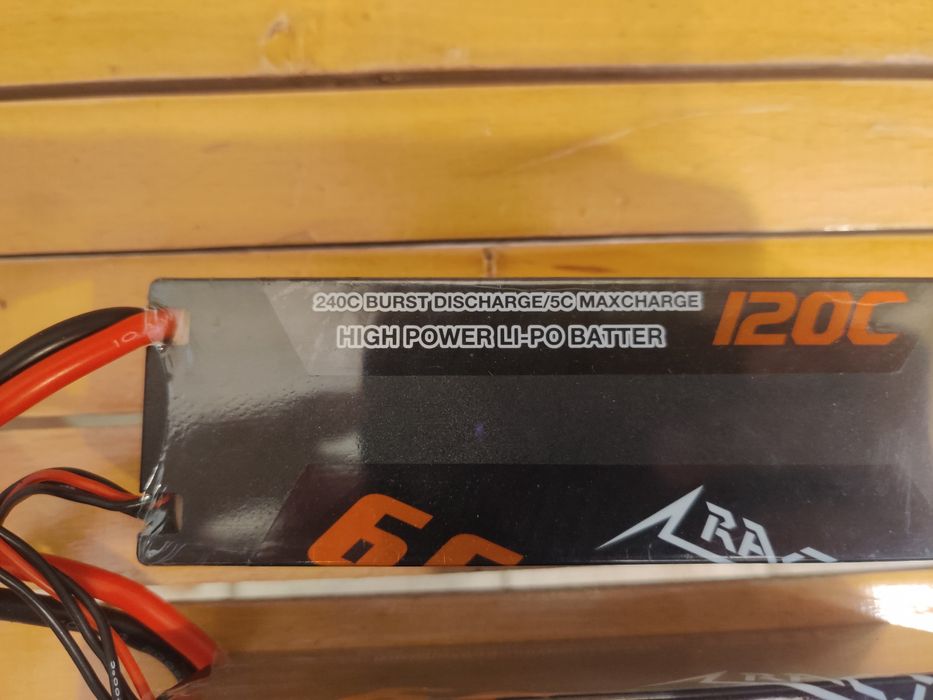 240C BURST DISCHARGE/5C MAXCHARGE
120C
HIGH POWER LI-PO BATTER